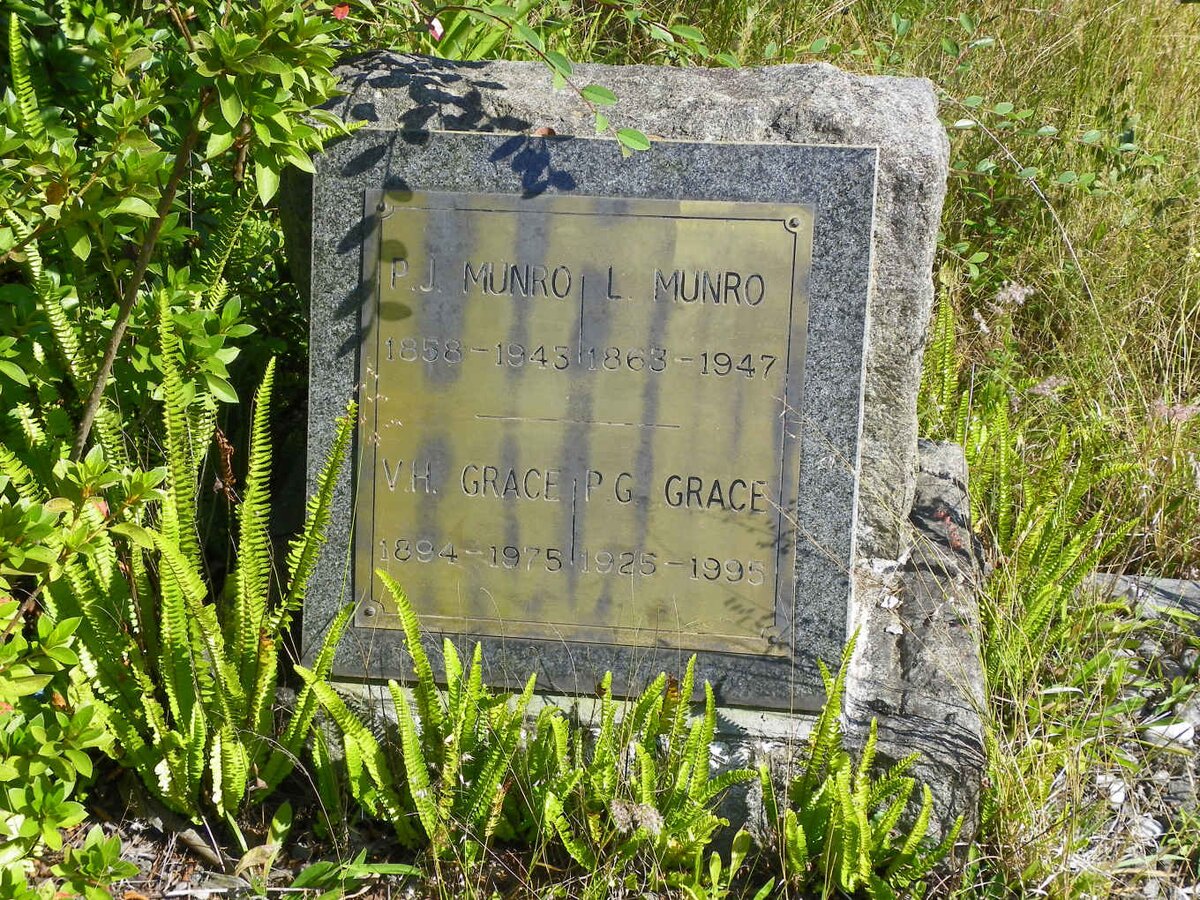 P.J. MUNRO L. MUNRO
1858-1943 1863-1947
V.H. GRACE P.G. GRACE
1894-1975 1925-1995